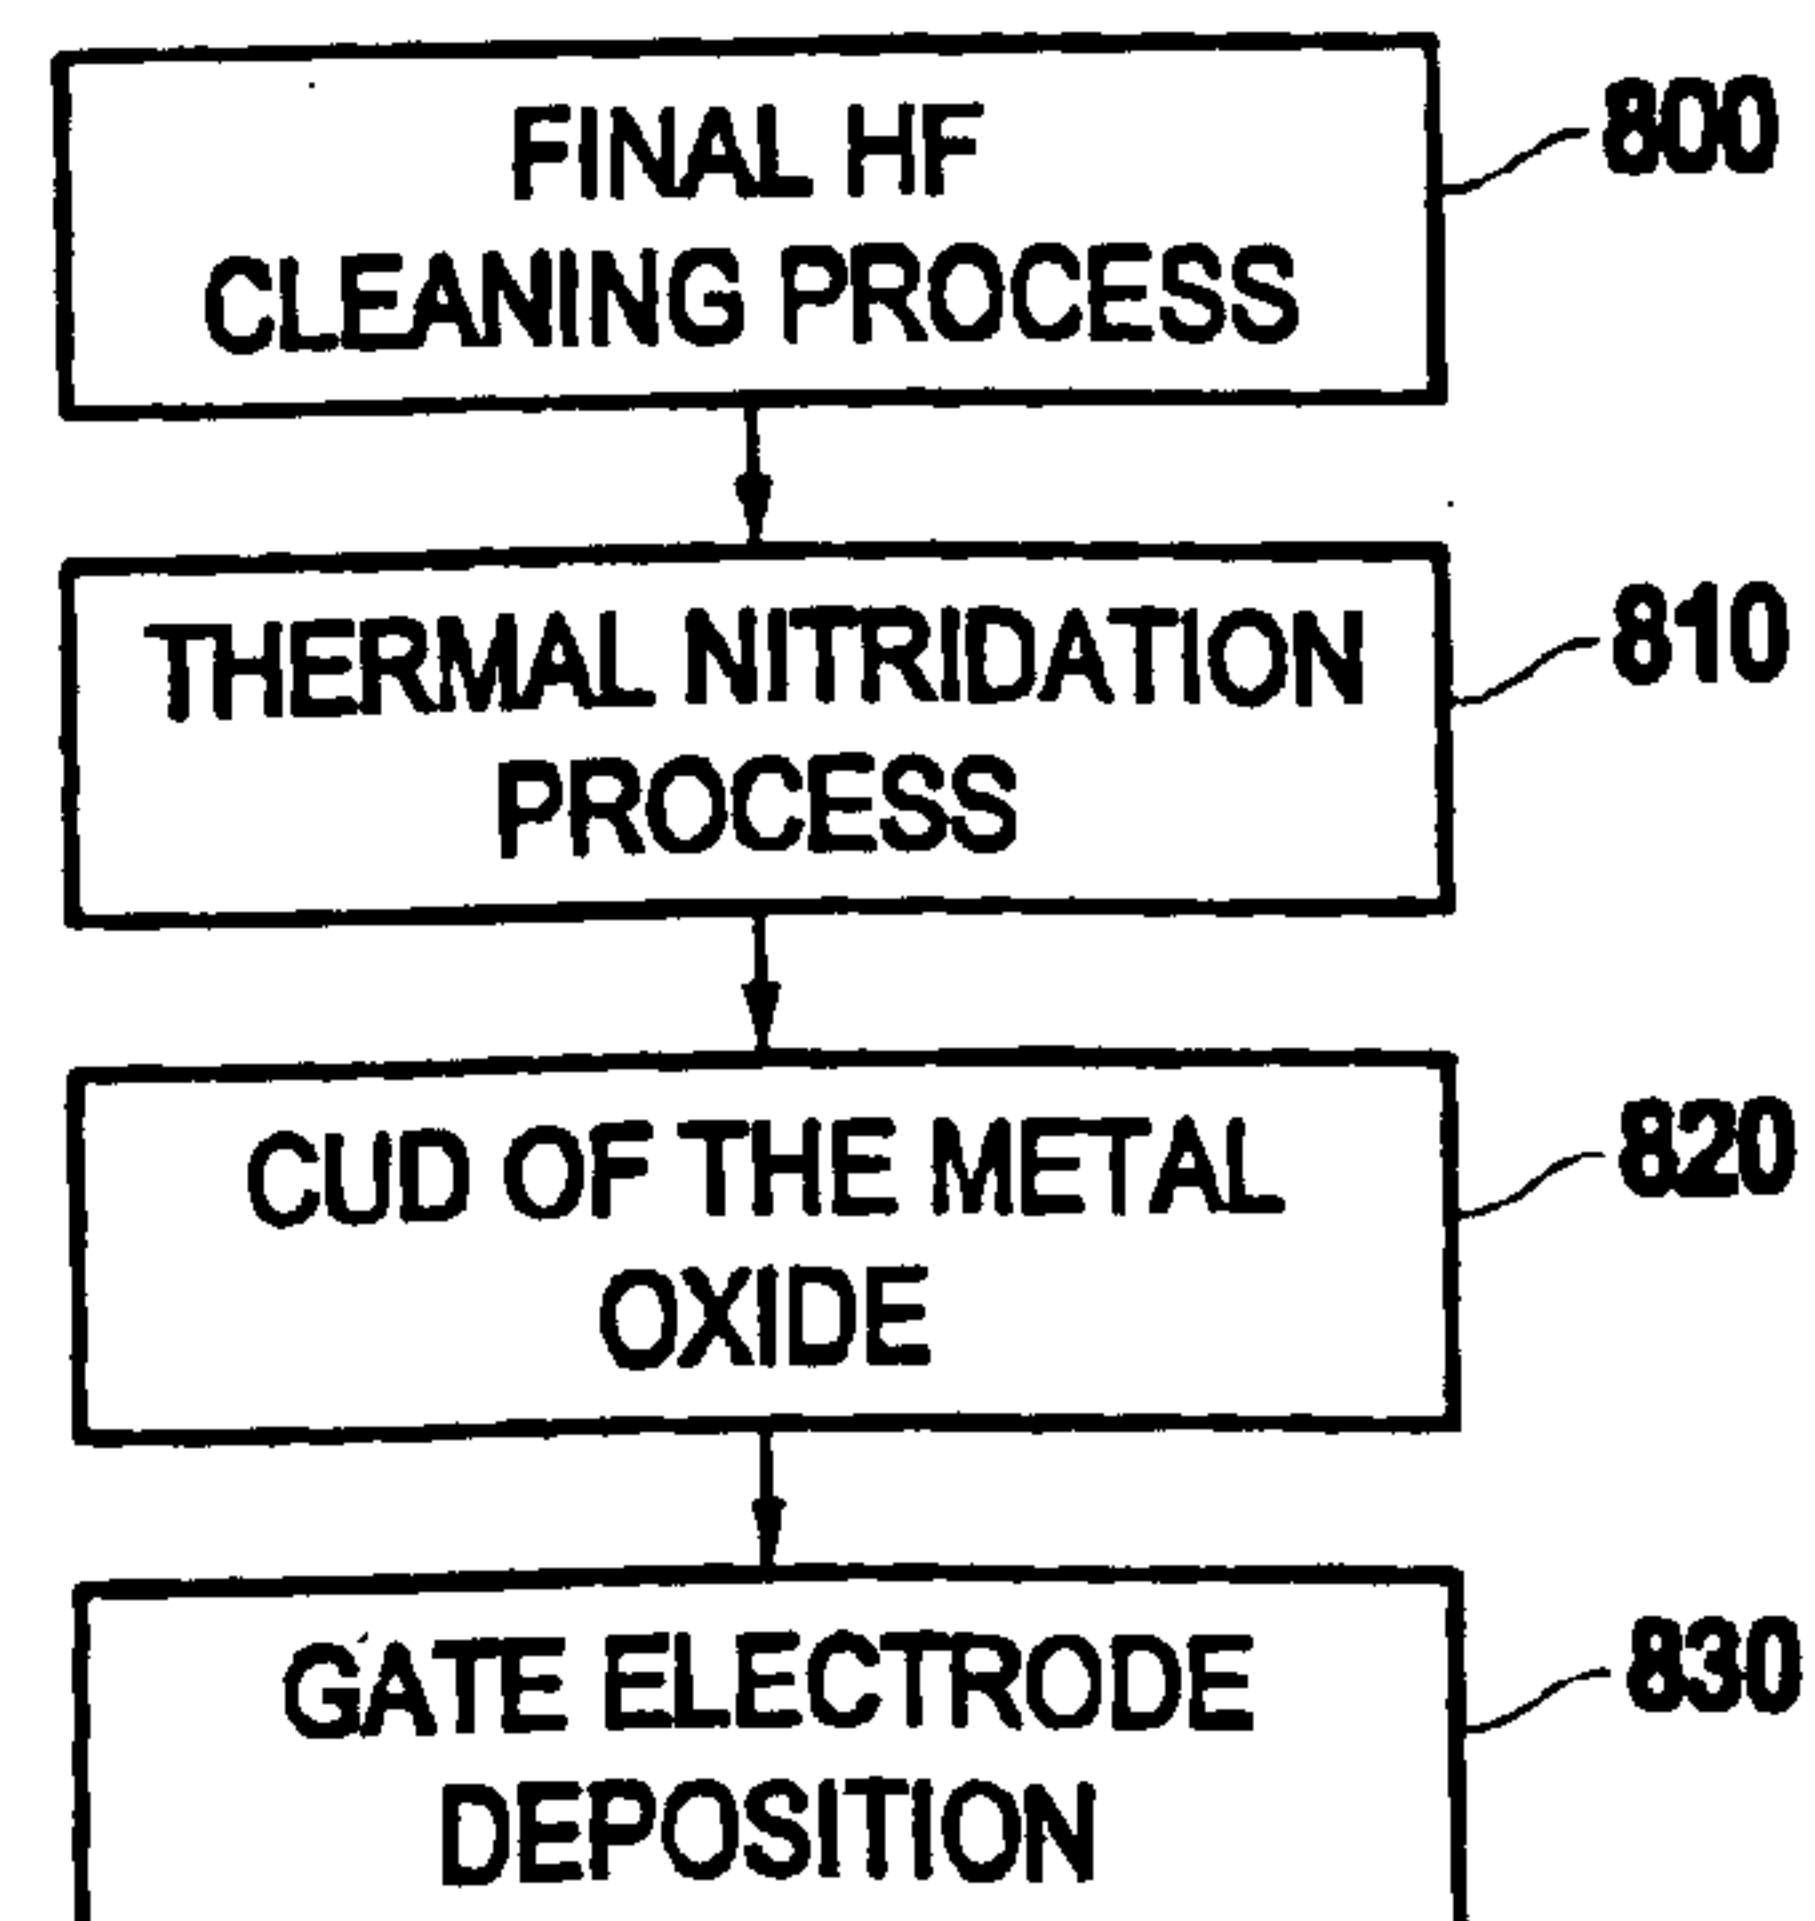 FINAL HF
CLEANING PROCESS
800
THERMAL NITRIDATION
PROCESS
810
CUD OF THE METAL
OXIDE
820
GATE ELECTRODE
DEPOSITION
830